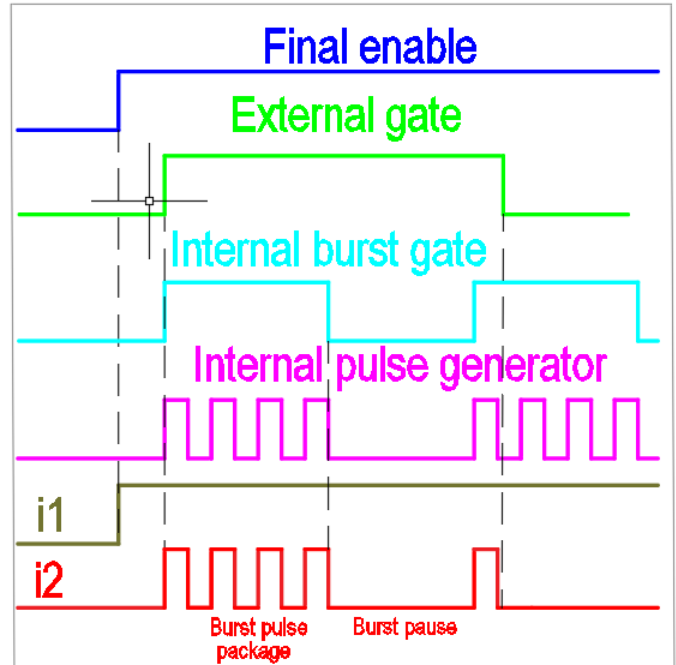 Final enable
External gate
Internal burst gate
Internal pulse generator
i1
i2
Burst pulse
package
Burst pause